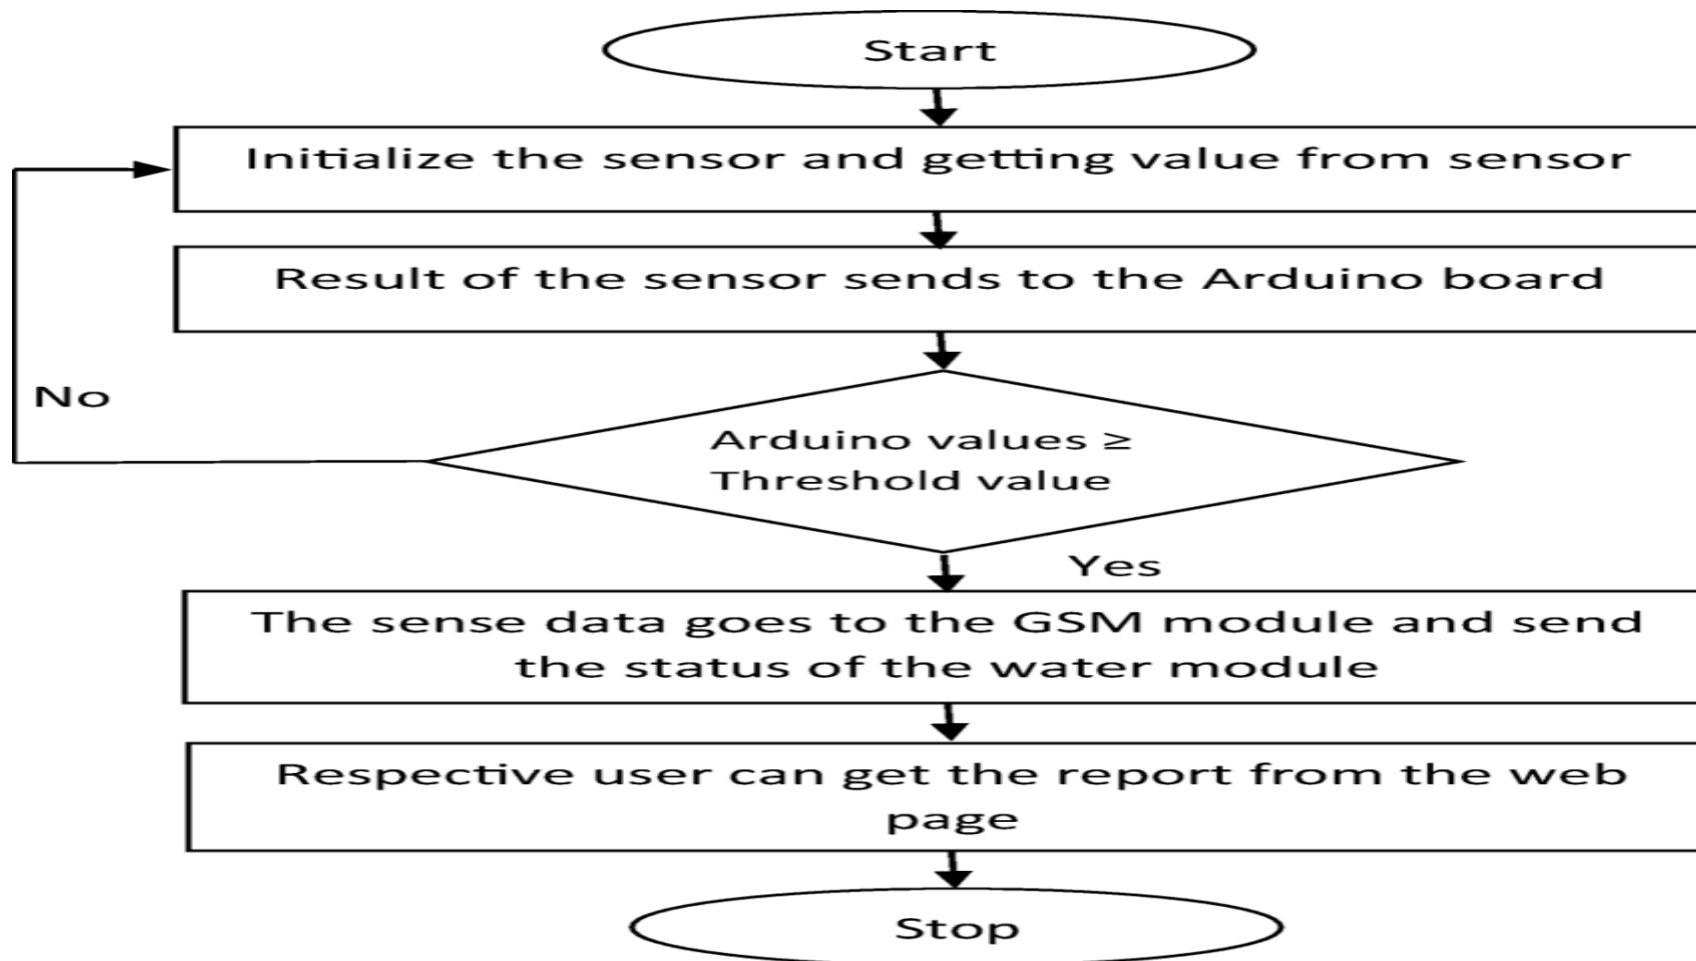 Start
Initialize the sensor and getting value from sensor
Result of the sensor sends to the Arduino board
No
Arduino values ≥
Threshold value
Yes
The sense data goes to the GSM module and send
the status of the water module
Respective user can get the report from the web
page
Stop